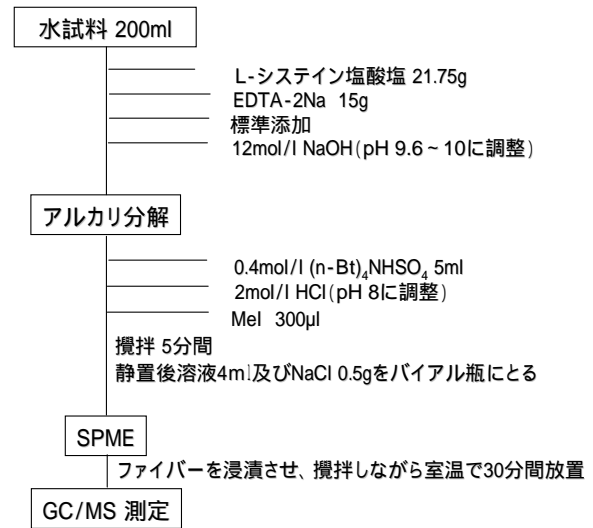 水試料 200ml
L-システイン塩酸塩 21.75g
EDTA-2Na 15g
標準添加
12mol/l NaOH(pH 9.6~10に調整)
アルカリ分解
0.4mol/l (n-Bt)₄NHSO₄ 5ml
2mol/l HCl(pH 8に調整)
MeI 300μl
攪拌 5分間
静置後溶液4ml及びNaCl 0.5gをバイアル瓶にとる
SPME
ファイバーを浸漬させ、攪拌しながら室温で30分間放置
GC/MS 測定